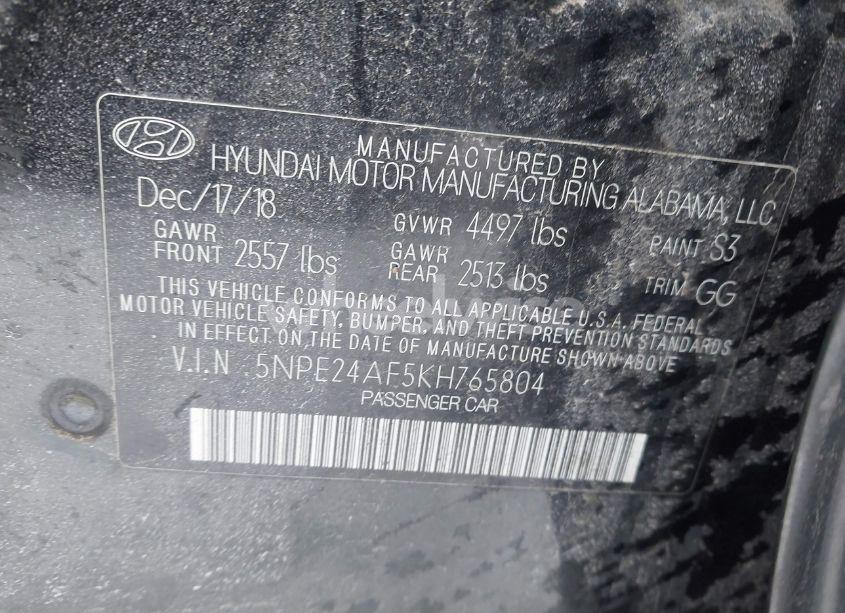 MANUFACTURED BY
HYUNDAI MOTOR MANUFACTURING ALABAMA, LLC
Dec/17/18 GVWR 4497 lbs PAINT S3
GAWR FRONT 2557 lbs GAWR REAR 2513 lbs TRIM GG
THIS VEHICLE CONFORMS TO ALL APPLICABLE U.S.A. FEDERAL
MOTOR VEHICLE SAFETY, BUMPER, AND THEFT PREVENTION STANDARDS
IN EFFECT ON THE DATE OF MANUFACTURE SHOWN ABOVE
V.I.N : 5NPE24AF5KH765804
PASSENGER CAR